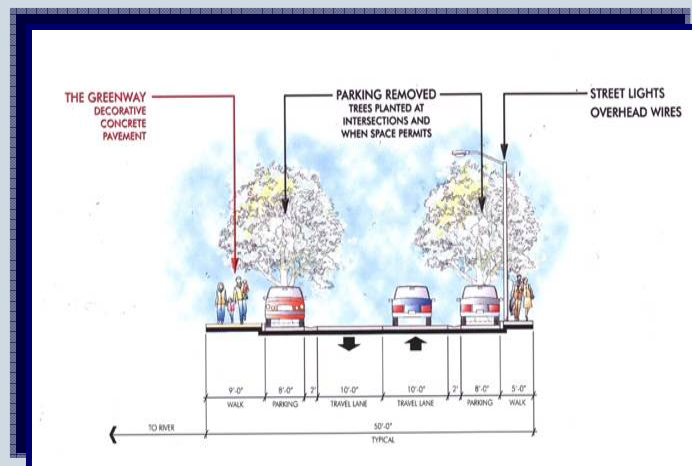 THE GREENWAY
DECORATIVE
CONCRETE
PAVEMENT
PARKING REMOVED
TREES PLANTED AT
INTERSECTIONS AND
WHEN SPACE PERMITS
STREET LIGHTS
OVERHEAD WIRES
9'-0" 8'-0" 2' 10'-0" 10'-0" 2' 8'-0" 5'-0"
WALK PARKING TRAVEL LANE TRAVEL LANE PARKING WALK
TO RIVER 50'-0"
TYPICAL